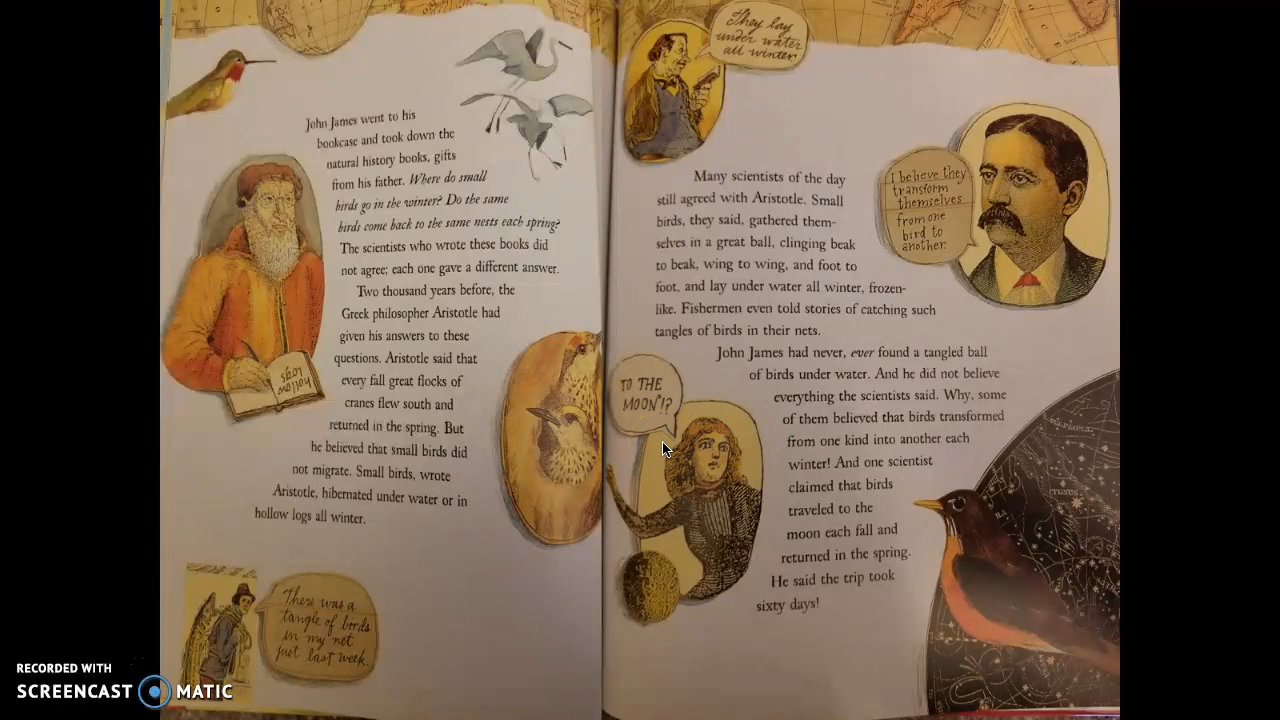 John James went to his
bookcase and took down the
natural history books, gifts
from his father. Where do small
birds go in the winter? Do the same
birds come back to the same nests each spring?
The scientists who wrote these books did
not agree; each one gave a different answer.
Two thousand years before, the
Greek philosopher Aristotle had
given his answers to these
questions. Aristotle said that
every fall great flocks of
cranes flew south and
returned in the spring. But
he believed that small birds did
not migrate. Small birds, wrote
Aristotle, hibernated under water or in
hollow logs all winter.
hollow
logs
There was a
tangle of birds
in my net
just last week.
They lay
under water
all winter
I believe they
transform
themselves
from one
bird to
another.
Many scientists of the day
still agreed with Aristotle. Small
birds, they said, gathered them-
selves in a great ball, clinging beak
to beak, wing to wing, and foot to
foot, and lay under water all winter, frozen-
like. Fishermen even told stories of catching such
tangles of birds in their nets.
TO THE
MOON!?
John James had never, ever found a tangled ball
of birds under water. And he did not believe
everything the scientists said. Why, some
of them believed that birds transformed
from one kind into another each
winter! And one scientist
claimed that birds
traveled to the
moon each fall and
returned in the spring.
He said the trip took
sixty days!
CYGNUS
RECORDED WITH
SCREENCAST MATIC